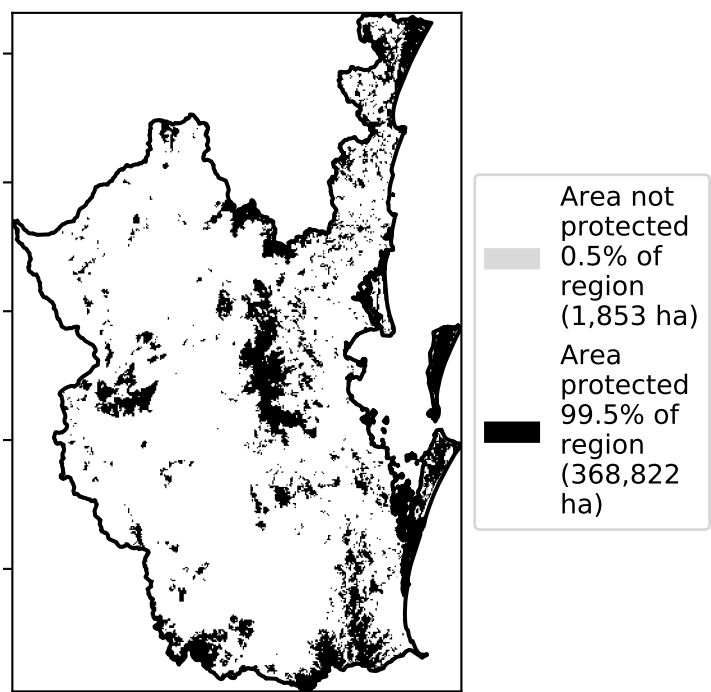 Area not
protected
0.5% of
region
(1,853 ha)
Area
protected
99.5% of
region
(368,822
ha)